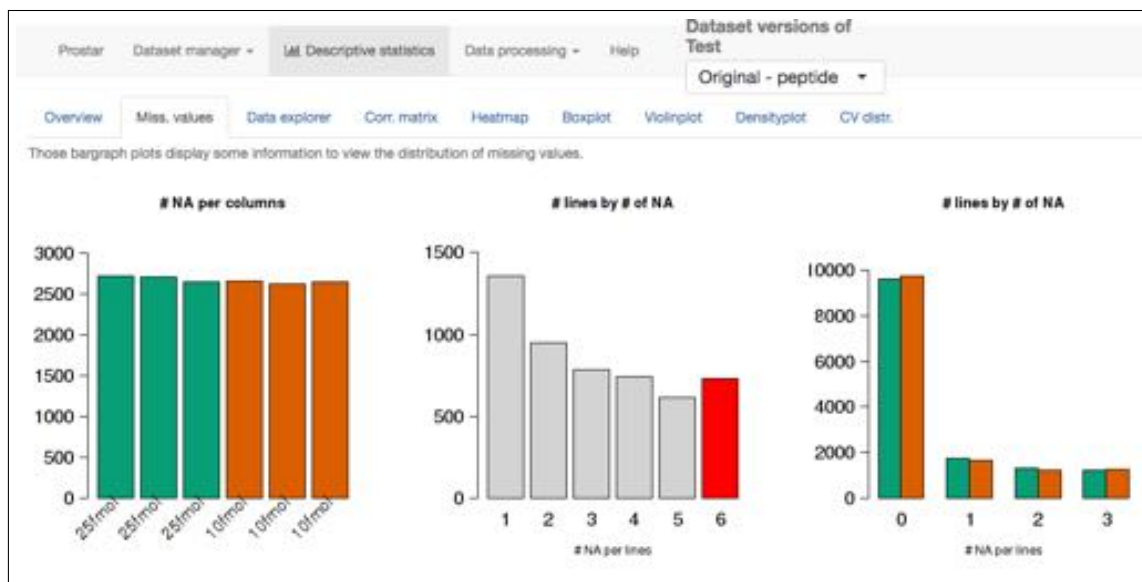 Dataset versions of
Test
Prostar Dataset manager Descriptive statistics Data processing Help
Original - peptide
Overview Miss. values Data explorer Corr. matrix Heatmap Boxplot Violinplot Densityplot CV distr.
Those bargraph plots display some information to view the distribution of missing values.
# NA per columns
3000
2500
2000
1500
1000
500
0
25fmol 25fmol 25fmol 10fmol 10fmol 10fmol
# lines by # of NA
1500
1000
500
0
1 2 3 4 5 6
# NA per lines
# lines by # of NA
10000
8000
6000
4000
2000
0
0 1 2 3
# NA per lines